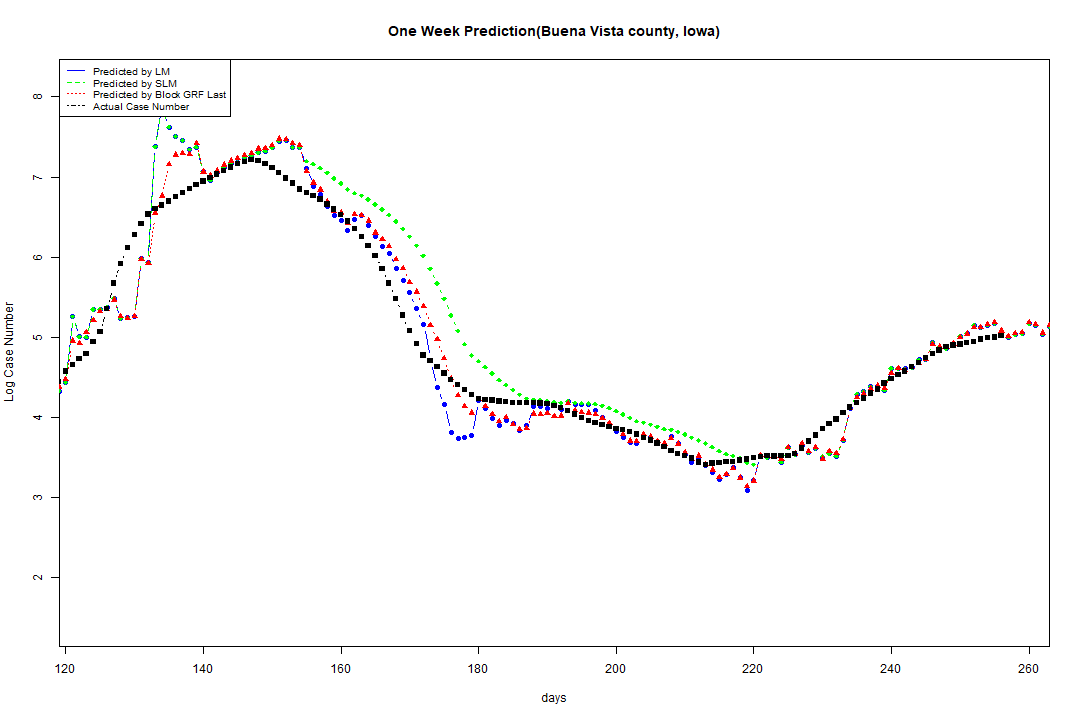 One Week Prediction(Buena Vista county, Iowa)
Predicted by LM
Predicted by SLM
Predicted by Block GRF Last
Actual Case Number
8
7
6
5
4
3
2
Log Case Number
120 140 160 180 200 220 240 260
days